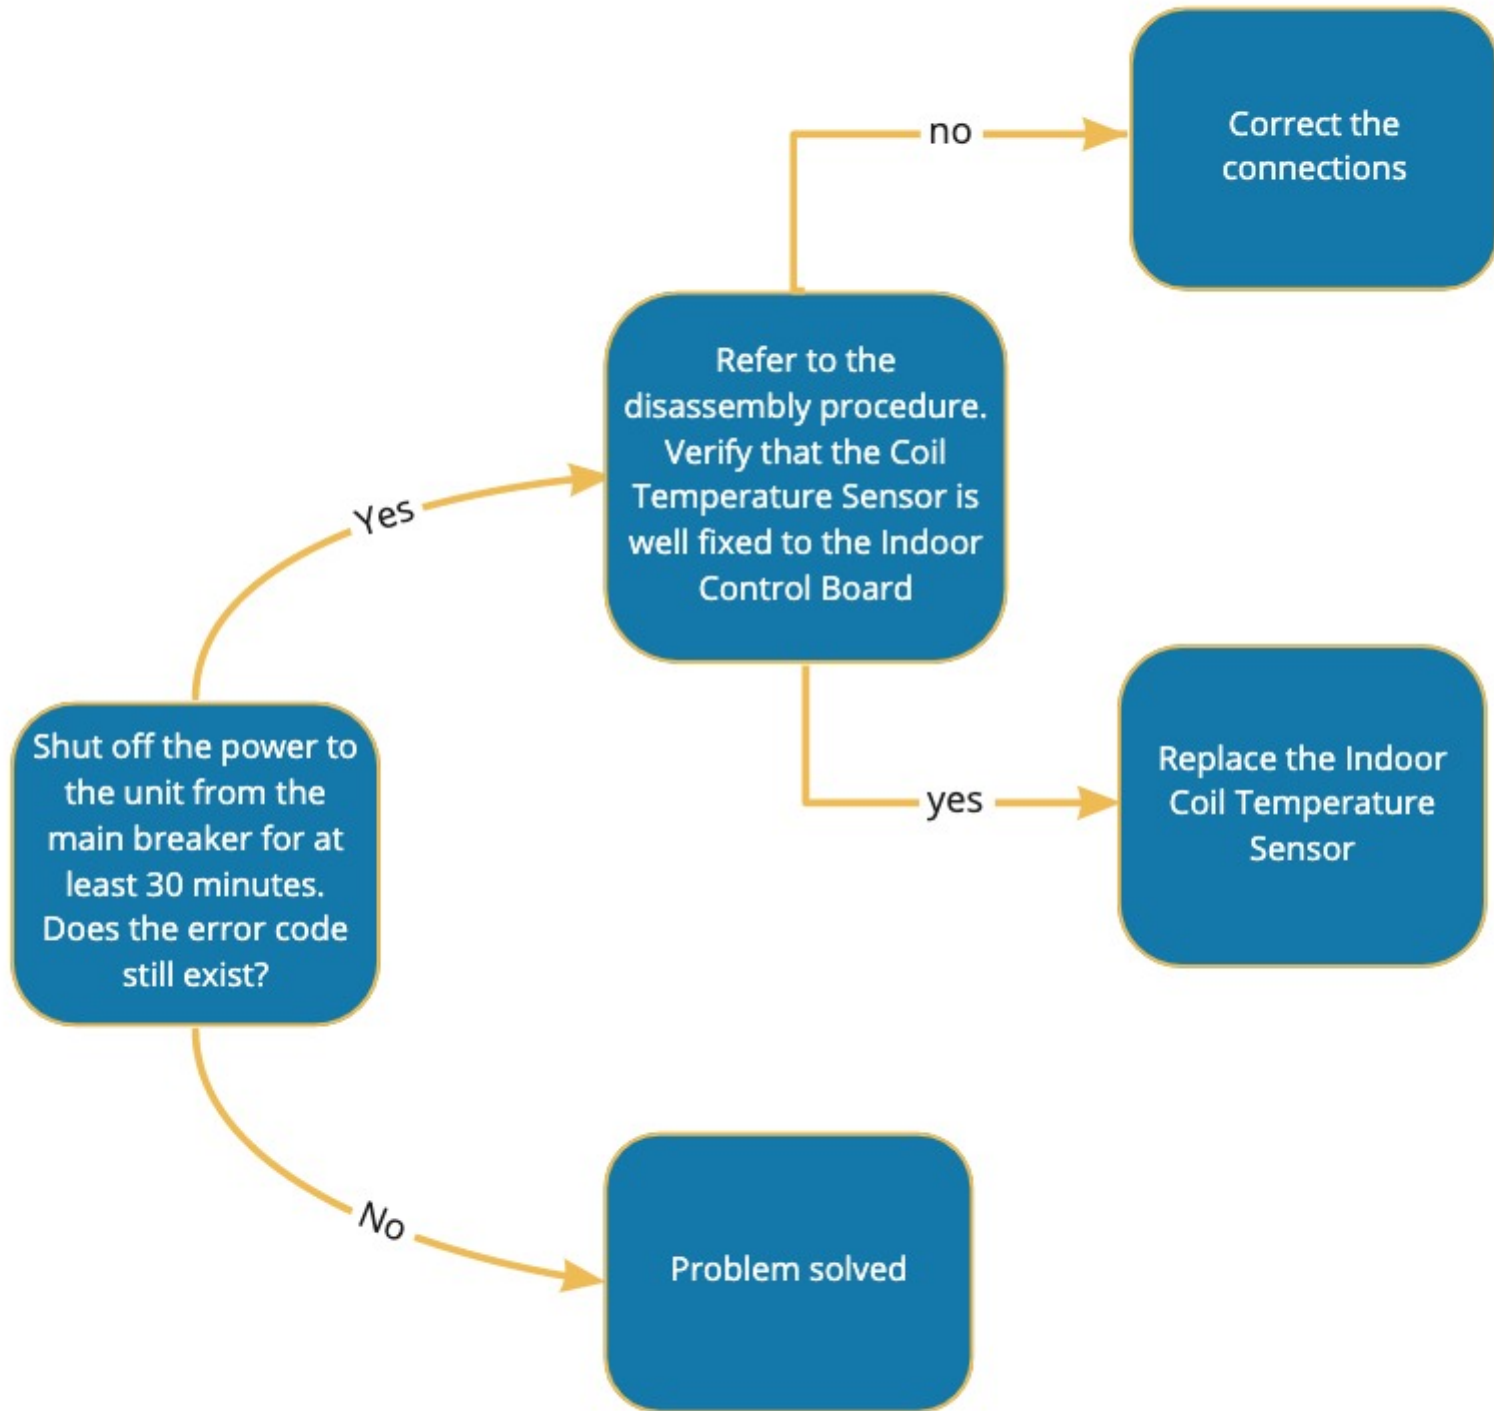 no
Correct the
connections
Refer to the
disassembly procedure.
Verify that the Coil
Temperature Sensor is
well fixed to the Indoor
Control Board
Yes
Shut off the power to
the unit from the
main breaker for at
least 30 minutes.
Does the error code
still exist?
yes
Replace the Indoor
Coil Temperature
Sensor
No
Problem solved